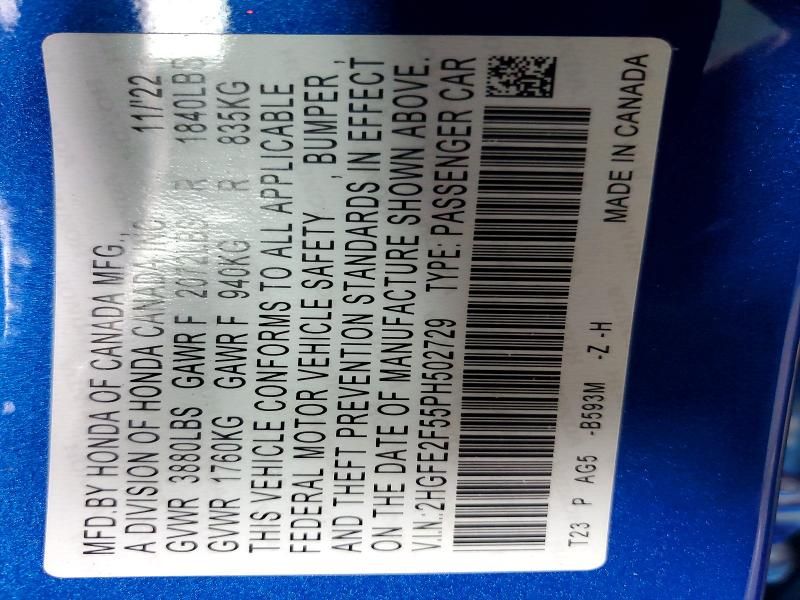 MFD.BY HONDA OF CANADA MFG.,
A DIVISION OF HONDA CANADA INC. 11/'22
GVWR 3880LBS GAWR F 2072LBS R 1840LBS
GVWR 1760KG GAWR F 940KG R 835KG
THIS VEHICLE CONFORMS TO ALL APPLICABLE
FEDERAL MOTOR VEHICLE SAFETY , BUMPER ,
AND THEFT PREVENTION STANDARDS IN EFFECT
ON THE DATE OF MANUFACTURE SHOWN ABOVE.
V.I.N.:2HGFE2F55PH502729 TYPE: PASSENGER CAR
T23 P AG5 -B593M -Z -H MADE IN CANADA